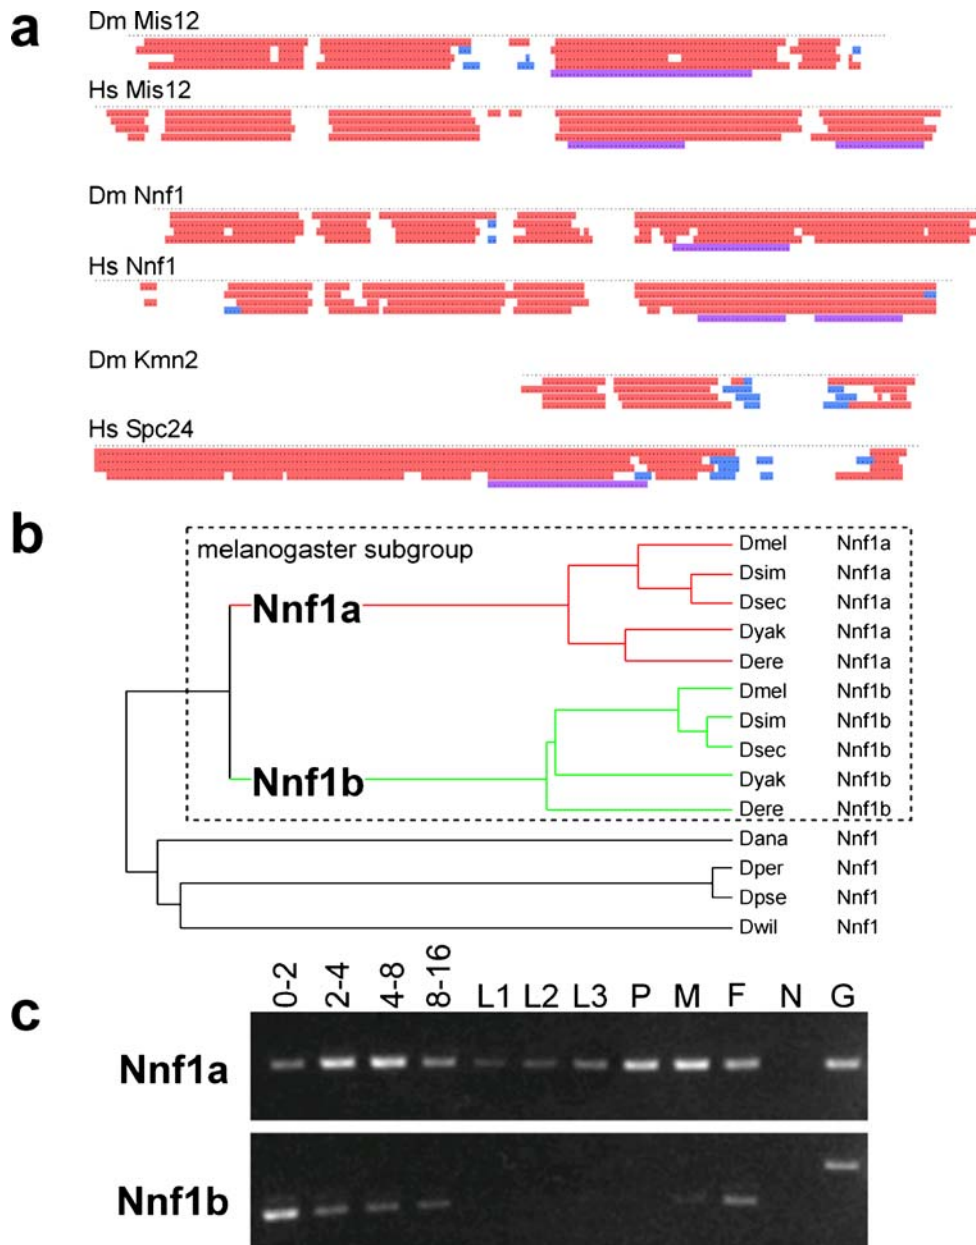 a
Dm Mis12
Hs Mis12
Dm Nnf1
Hs Nnf1
Dm Kmn2
Hs Spc24
b
melanogaster subgroup
Nnf1a
Nnf1b
Dmel Nnf1a
Dsim Nnf1a
Dsec Nnf1a
Dyak Nnf1a
Dere Nnf1a
Dmel Nnf1b
Dsim Nnf1b
Dsec Nnf1b
Dyak Nnf1b
Dere Nnf1b
Dana Nnf1
Dper Nnf1
Dpse Nnf1
Dwil Nnf1
c
0-2 2-4 4-8 8-16 L1 L2 L3 P M F N G
Nnf1a
Nnf1b